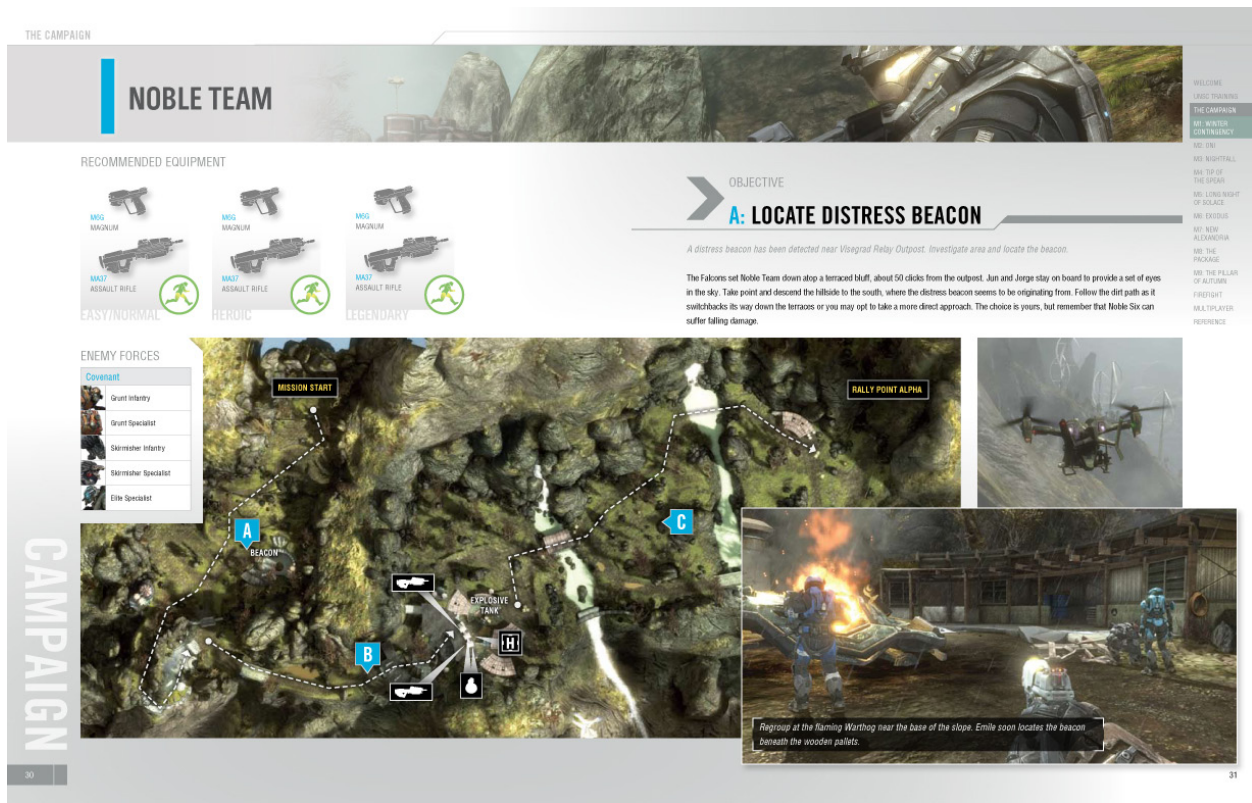 THE CAMPAIGN
NOBLE TEAM
RECOMMENDED EQUIPMENT
M6G
MAGNUM
MA37
ASSAULT RIFLE
EASY/NORMAL
M6G
MAGNUM
MA37
ASSAULT RIFLE
HEROIC
M6G
MAGNUM
MA37
ASSAULT RIFLE
LEGENDARY
OBJECTIVE
A: LOCATE DISTRESS BEACON
A distress beacon has been detected near Visegrad Relay Outpost. Investigate area and locate the beacon.
The Falcons set Noble Team down atop a terraced bluff, about 50 clicks from the outpost. Jun and Jorge stay on board to provide a set of eyes
in the sky. Take point and descend the hillside to the south, where the distress beacon seems to be originating from. Follow the dirt path as it
switchbacks its way down the terraces or you may opt to take a more direct approach. The choice is yours, but remember that Noble Six can
suffer falling damage.
WELCOME
UNSC TRAINING
THE CAMPAIGN
M1: WINTER
CONTINGENCY
M2: ONI
M3: NIGHTFALL
M4: TIP OF
THE SPEAR
M5: LONG NIGHT
OF SOLACE
M6: EXODUS
M7: NEW
ALEXANDRIA
M8: THE
PACKAGE
M9: THE PILLAR
OF AUTUMN
FIREFIGHT
MULTIPLAYER
REFERENCE
ENEMY FORCES
Covenant
Grunt Infantry
Grunt Specialist
Skirmisher Infantry
Skirmisher Specialist
Elite Specialist
MISSION START
RALLY POINT ALPHA
A
BEACON
C
EXPLOSIVE
TANK
H
B
Regroup at the flaming Warthog near the base of the slope. Emile soon locates the beacon
beneath the wooden pallets.
CAMPAIGN
30
31